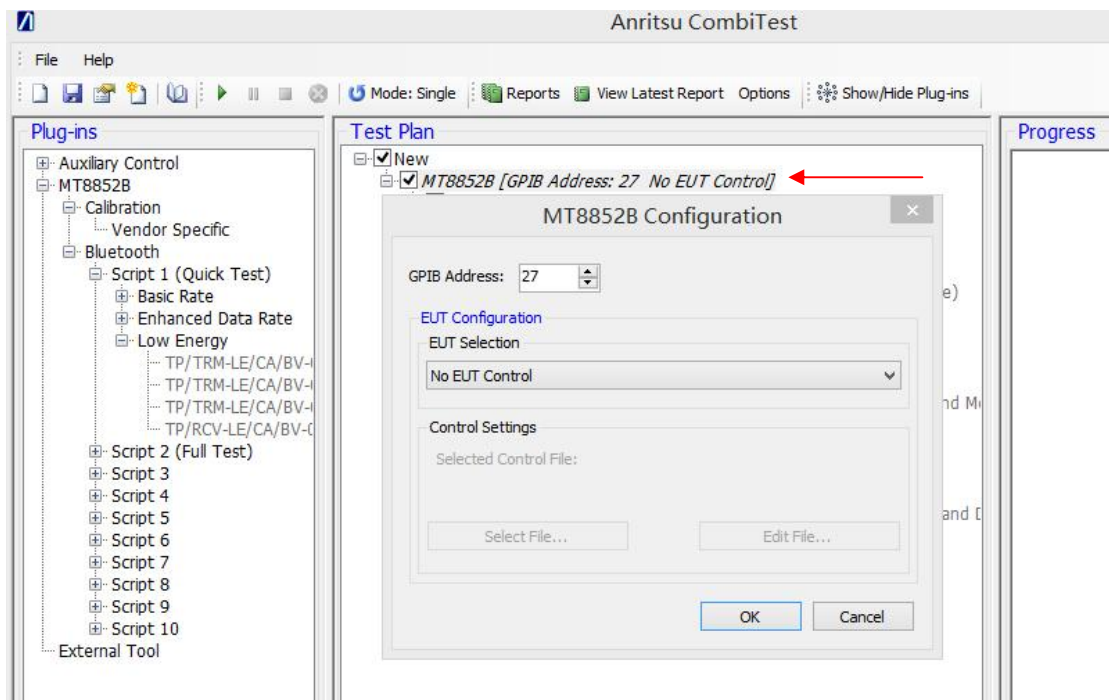 Anritsu CombiTest
File Help
Mode: Single Reports View Latest Report Options Show/Hide Plug-ins
Plug-ins
Auxiliary Control
MT8852B
Calibration
Vendor Specific
Bluetooth
Script 1 (Quick Test)
Basic Rate
Enhanced Data Rate
Low Energy
TP/TRM-LE/CA/BV-
TP/TRM-LE/CA/BV-
TP/TRM-LE/CA/BV-
TP/RCV-LE/CA/BV-
Script 2 (Full Test)
Script 3
Script 4
Script 5
Script 6
Script 7
Script 8
Script 9
Script 10
External Tool
Test Plan
New
MT8852B [GPIB Address: 27 No EUT Control]
MT8852B Configuration
GPIB Address: 27
EUT Configuration
EUT Selection
No EUT Control
Control Settings
Selected Control File:
Select File... Edit File...
OK Cancel
e)
and
Progress